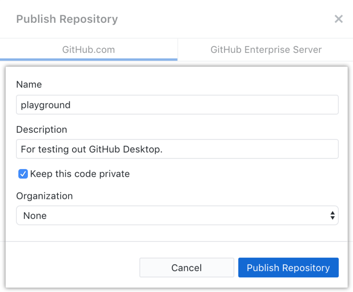 Publish Repository
GitHub.com
GitHub Enterprise Server
Name
playground
Description
For testing out GitHub Desktop.
Keep this code private
Organization
None
Cancel
Publish Repository